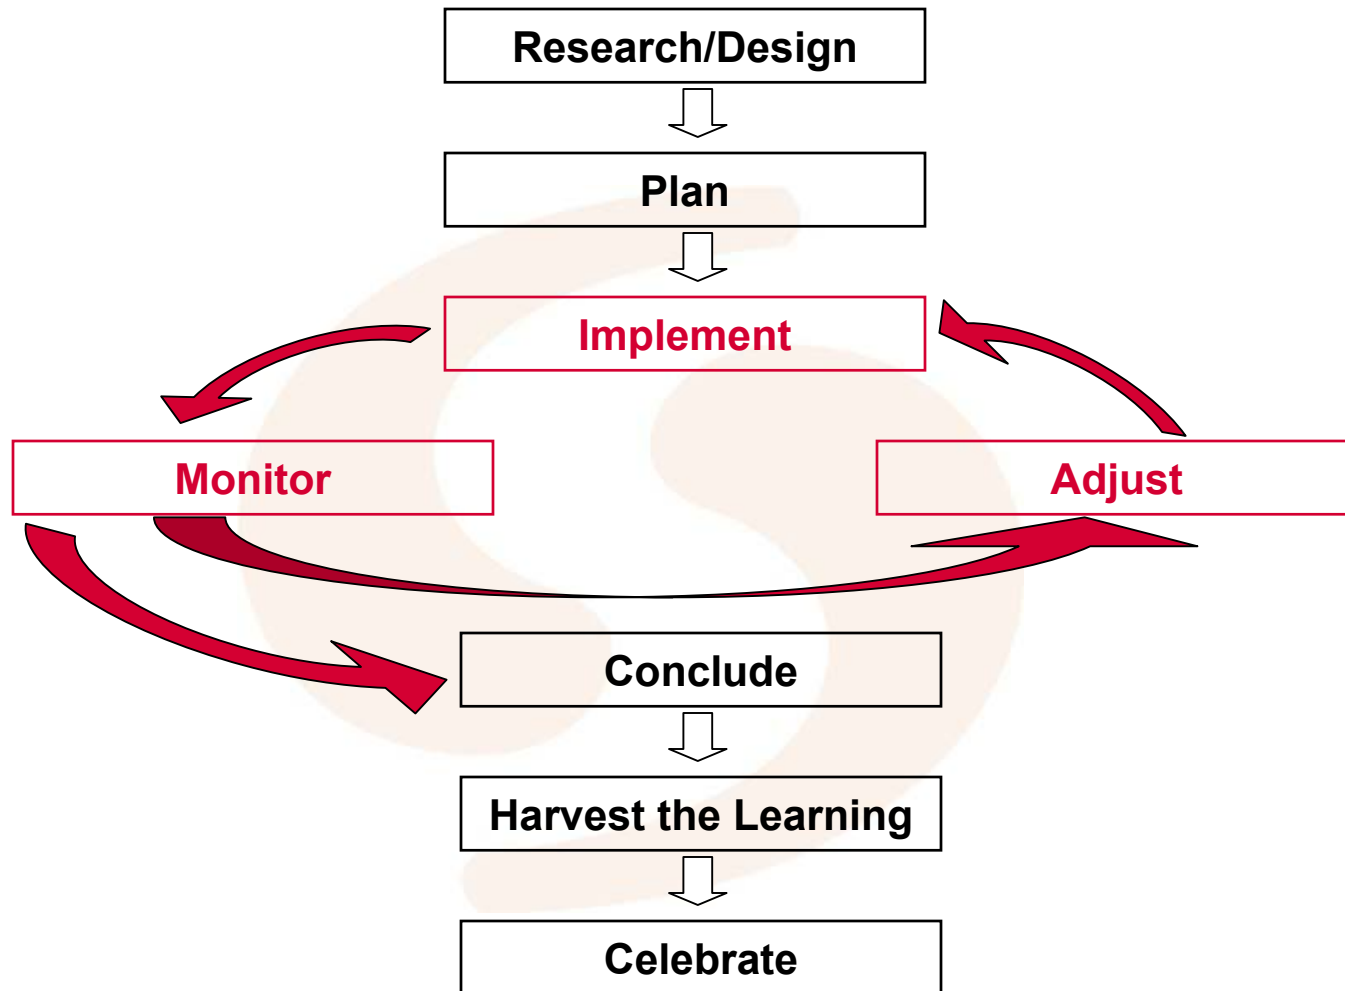 Research/Design
Plan
Implement
Monitor
Adjust
Conclude
Harvest the Learning
Celebrate